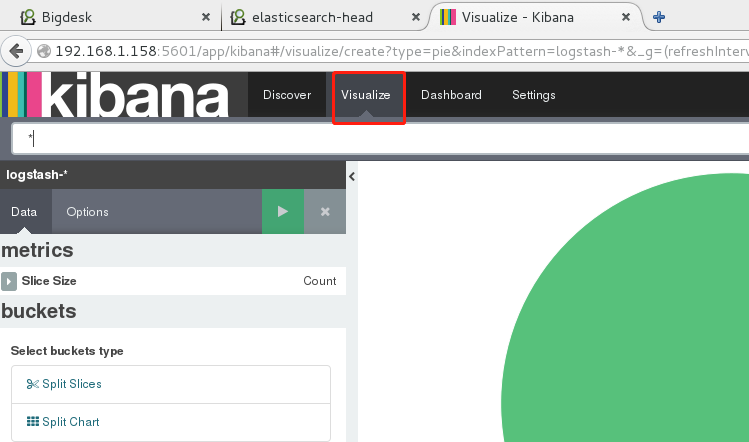 Bigdesk
elasticsearch-head
Visualize - Kibana
192.168.1.158:5601/app/kibana#/visualize/create?type=pie&indexPattern=logstash-*&_g=(refreshInterv
kibana
Discover
Visualize
Dashboard
Settings
*
logstash-*
Data
Options
metrics
Slice Size
Count
buckets
Select buckets type
Split Slices
Split Chart